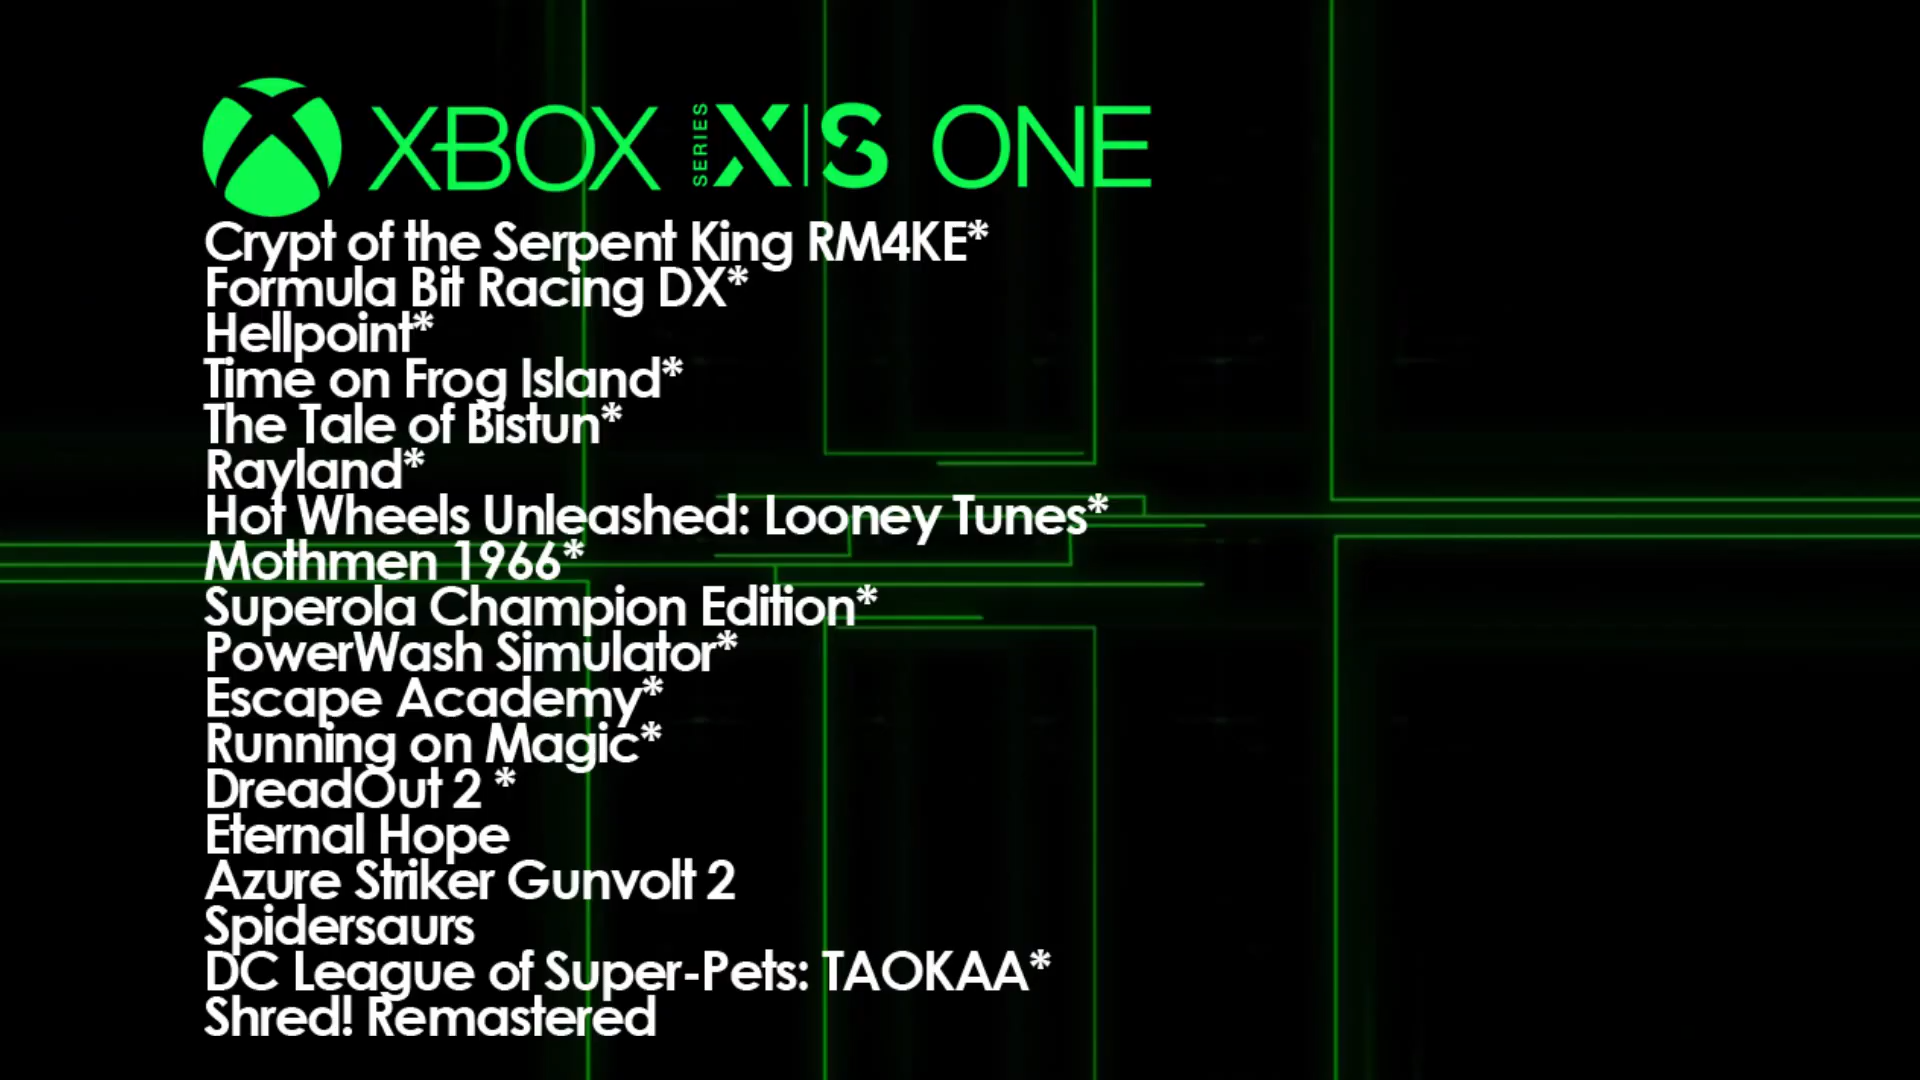 XBOX SERIES X|S ONE
Crypt of the Serpent King RM4KE*
Formula Bit Racing DX*
Hellpoint*
Time on Frog Island*
The Tale of Bistun*
Rayland*
Hot Wheels Unleashed: Looney Tunes*
Mothmen 1966*
Superola Champion Edition*
PowerWash Simulator*
Escape Academy*
Running on Magic*
DreadOut 2 *
Eternal Hope
Azure Striker Gunvolt 2
Spidersaurs
DC League of Super-Pets: TAOKAA*
Shred! Remastered